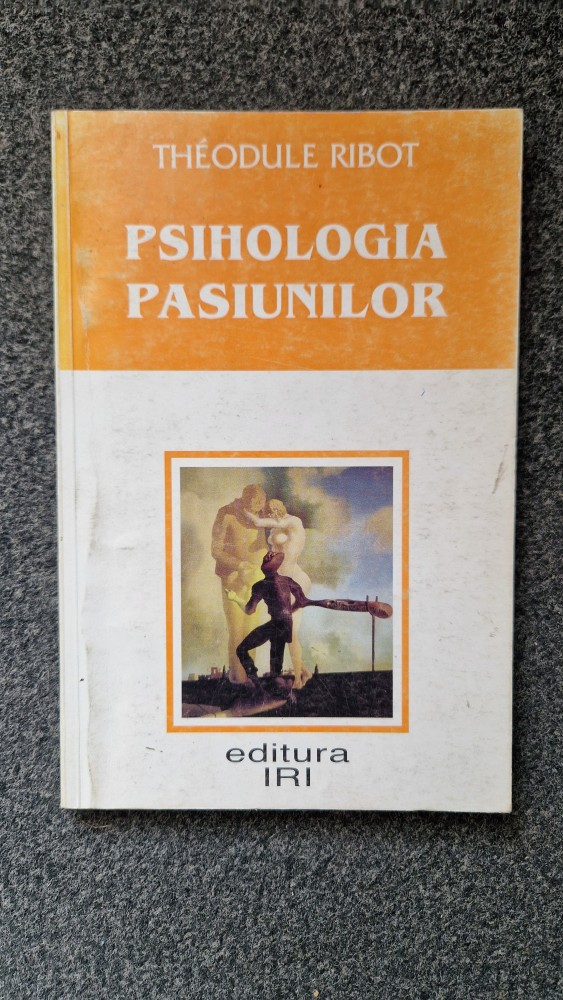 THÉODULE RIBOT
PSIHOLOGIA
PASIUNILOR
editura
IRI